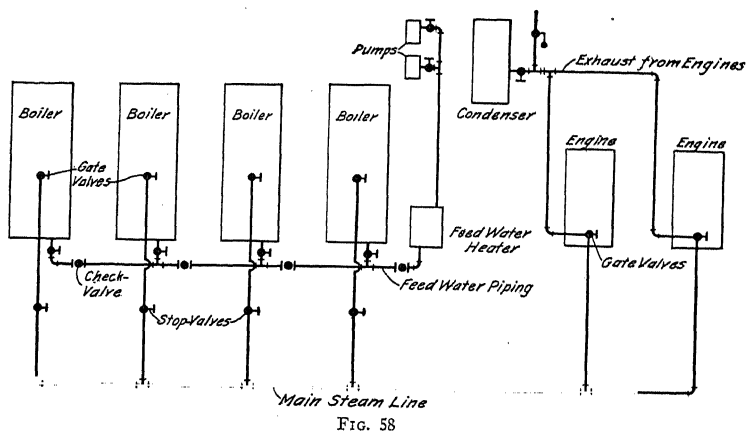 Pumps
Exhaust from Engines
Boiler
Boiler
Boiler
Boiler
Condenser
Engine
Engine
Gate
Valves
Feed Water
Heater
Gate Valves
Check-
Valve
Feed Water Piping
Stop-Valves
Main Steam Line
FIG. 58